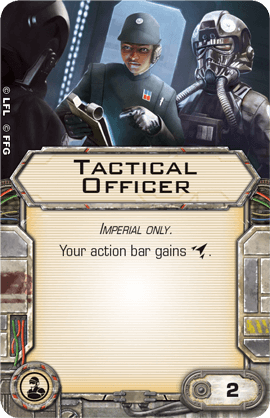 © LFL © FFG
TACTICAL
OFFICER
IMPERIAL ONLY.
Your action bar gains .
2